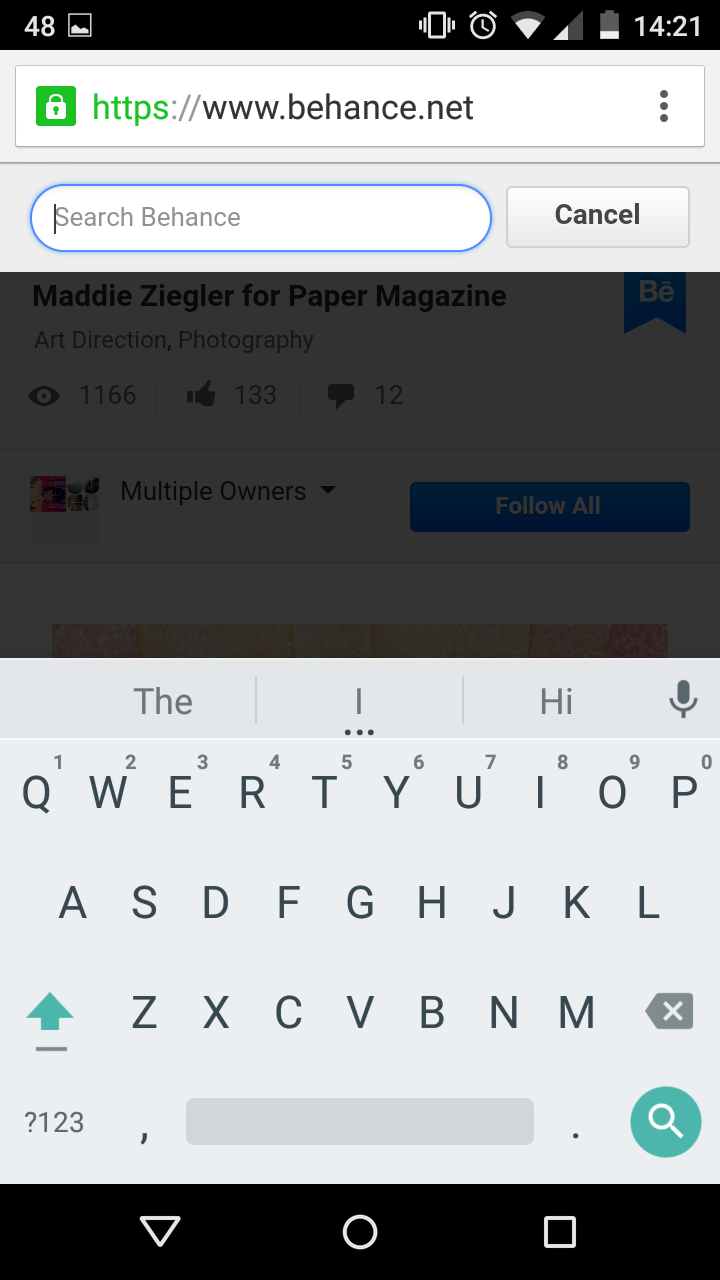 48 14:21
https://www.behance.net
Search Behance Cancel
Maddie Ziegler for Paper Magazine Bē
Art Direction, Photography
1166 133 12
Multiple Owners Follow All
The I Hi
1 2 3 4 5 6 7 8 9 0
Q W E R T Y U I O P
A S D F G H J K L
Z X C V B N M
?123 , .